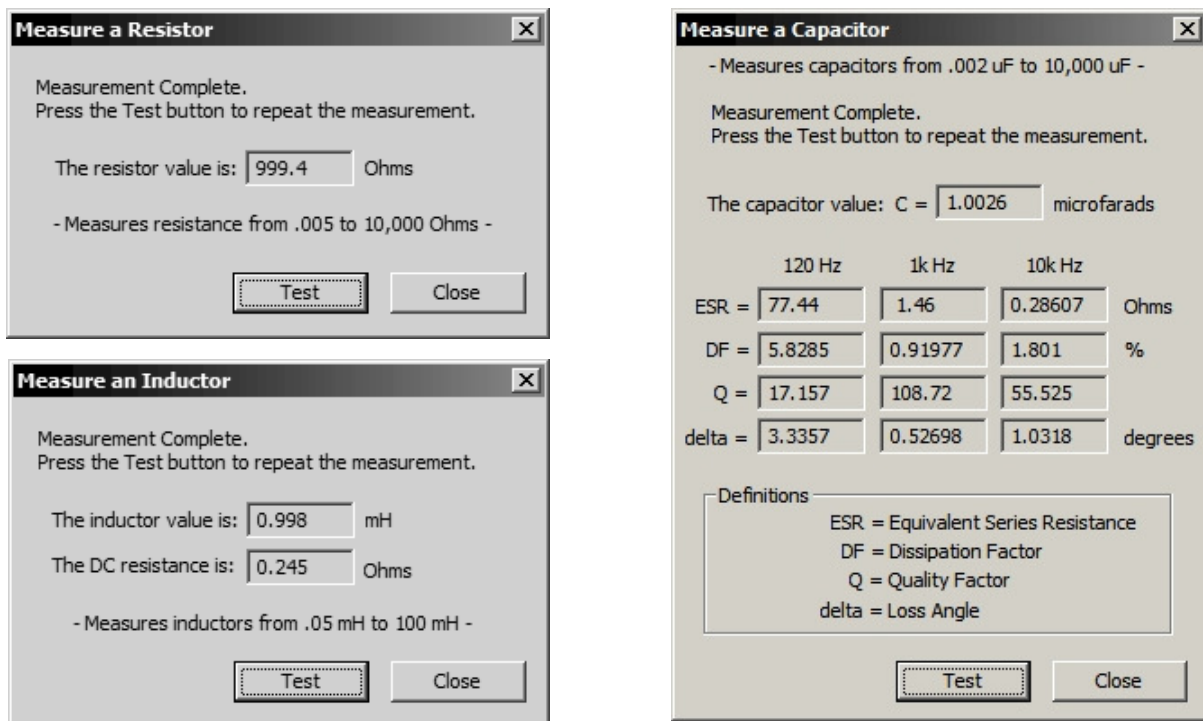 Measure a Resistor
Measurement Complete.
Press the Test button to repeat the measurement.
The resistor value is: 999.4 Ohms
- Measures resistance from .005 to 10,000 Ohms -
Test Close
Measure an Inductor
Measurement Complete.
Press the Test button to repeat the measurement.
The inductor value is: 0.998 mH
The DC resistance is: 0.245 Ohms
- Measures inductors from .05 mH to 100 mH -
Test Close
Measure a Capacitor
- Measures capacitors from .002 uF to 10,000 uF -
Measurement Complete.
Press the Test button to repeat the measurement.
The capacitor value: C = 1.0026 microfarads
120 Hz 1k Hz 10k Hz
ESR = 77.44 1.46 0.28607 Ohms
DF = 5.8285 0.91977 1.801 %
Q = 17.157 108.72 55.525
delta = 3.3357 0.52698 1.0318 degrees
Definitions
ESR = Equivalent Series Resistance
DF = Dissipation Factor
Q = Quality Factor
delta = Loss Angle
Test Close